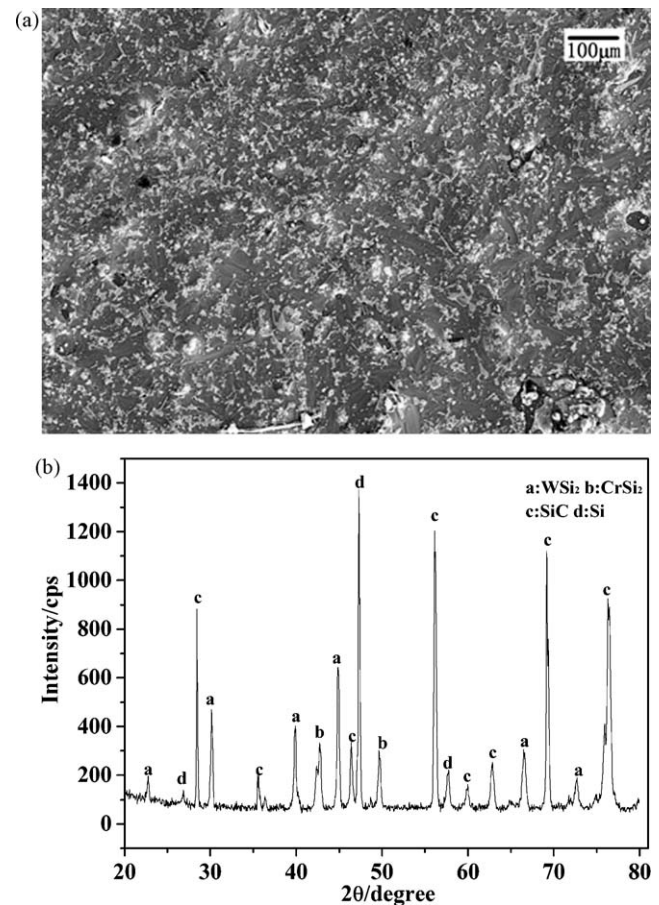 (a)
100μm
(b)
1400
1200
1000
800
600
400
200
0
Intensity/cps
a:WSi₂ b:CrSi₂
c:SiC d:Si
a
d
c
a
c
a
b
a
c
d
b
c
d
c
c
a
c
a
c
20 30 40 50 60 70 80
2θ/degree